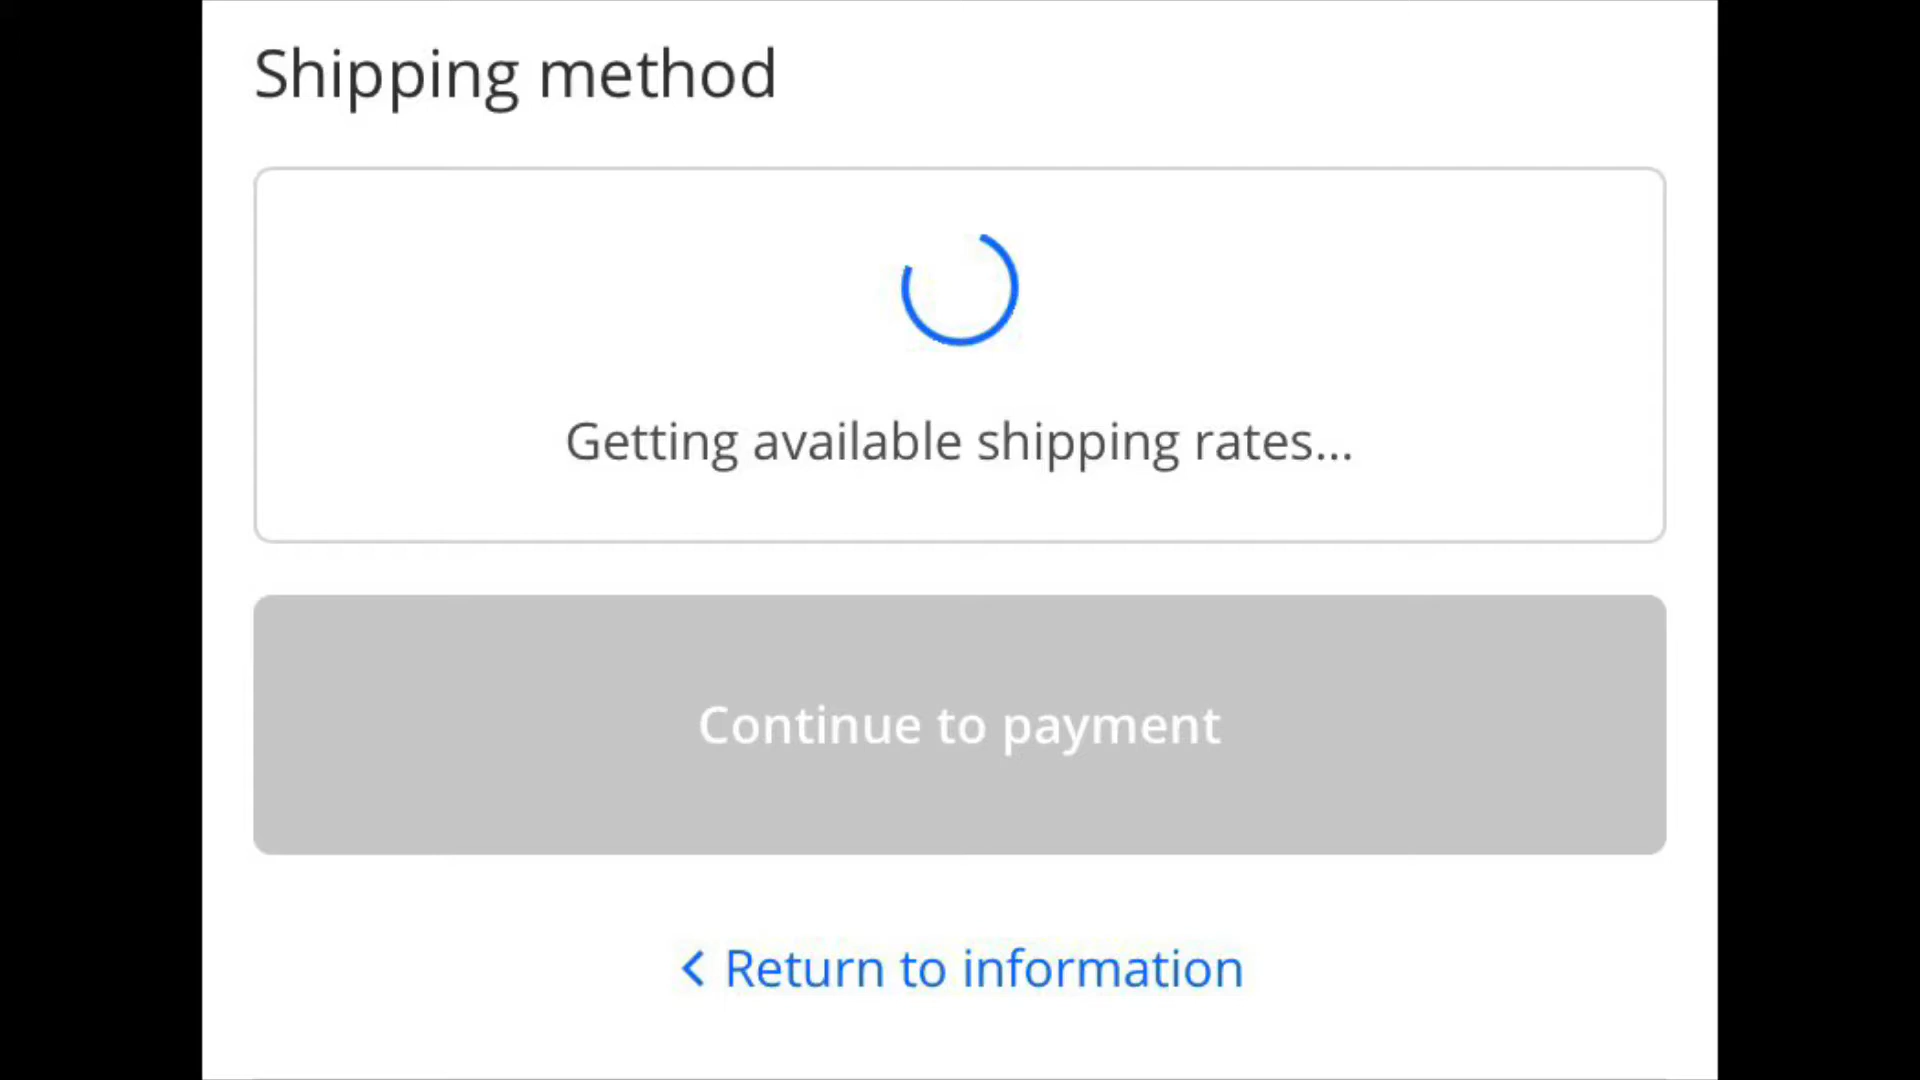 Shipping method
Getting available shipping rates...
Continue to payment
< Return to information